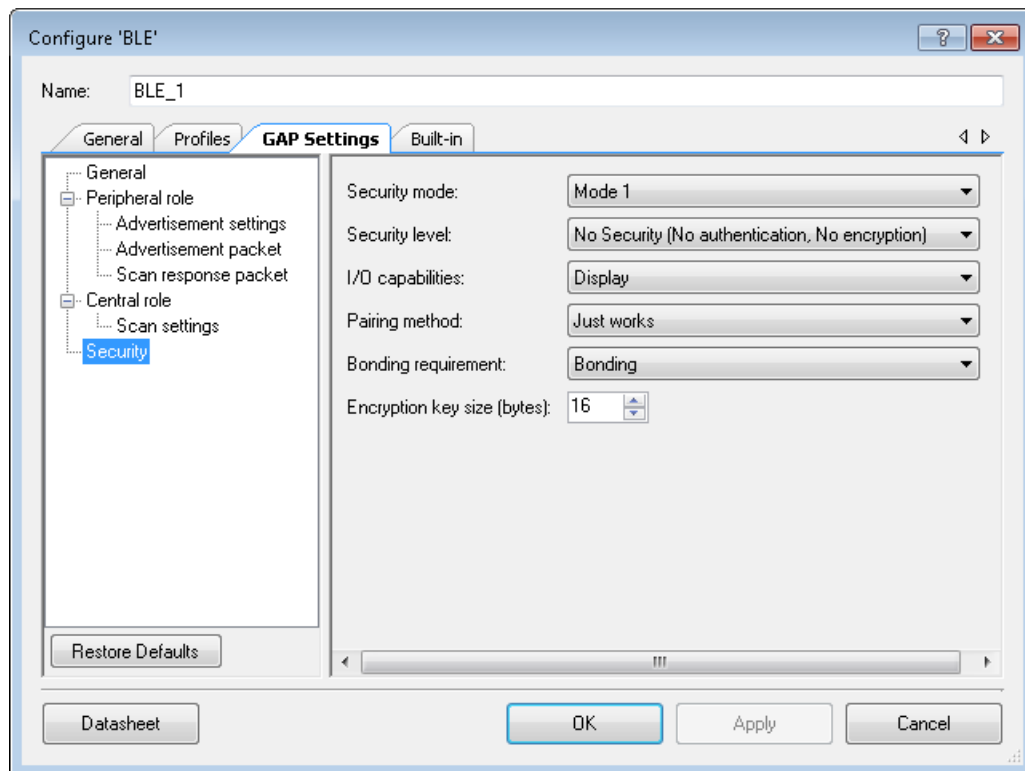 Configure 'BLE'
Name: BLE_1
General Profiles GAP Settings Built-in
General
Peripheral role
Advertisement settings
Advertisement packet
Scan response packet
Central role
Scan settings
Security
Security mode: Mode 1
Security level: No Security (No authentication, No encryption)
I/O capabilities: Display
Pairing method: Just works
Bonding requirement: Bonding
Encryption key size (bytes): 16
Restore Defaults
Datasheet OK Apply Cancel